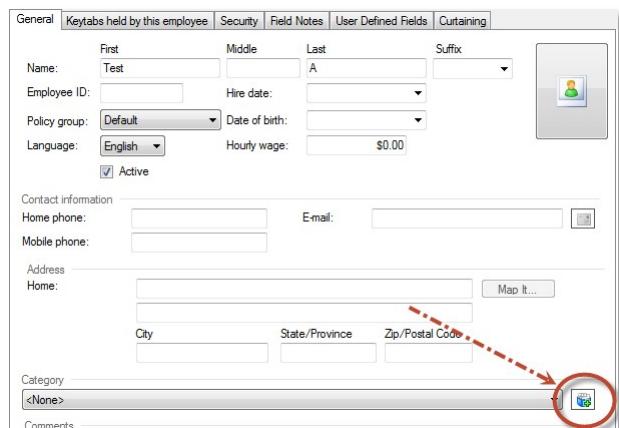 General Keytabs held by this employee Security Field Notes User Defined Fields Curtaining
First Middle Last Suffix
Name: Test A
Employee ID: Hire date:
Policy group: Default Date of birth:
Language: English Hourly wage: $0.00
Active
Contact information
Home phone: E-mail:
Mobile phone:
Address
Home: Map It...
City State/Province Zip/Postal Code
Category
<None>
Comments